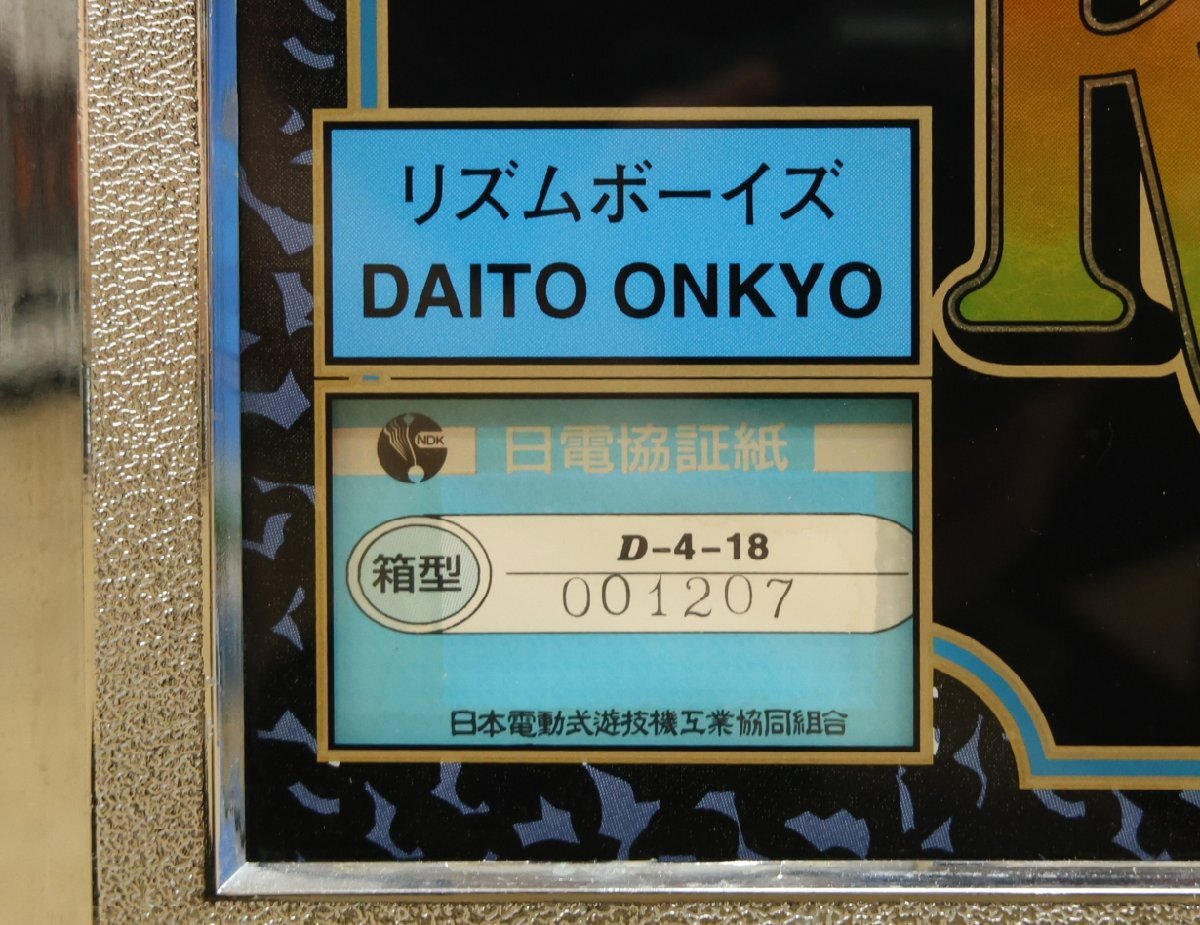 リズムボーイズ
DAITO ONKYO
NDK
日電協証紙
箱型
D-4-18
001207
日本電動式遊技機工業協同組合